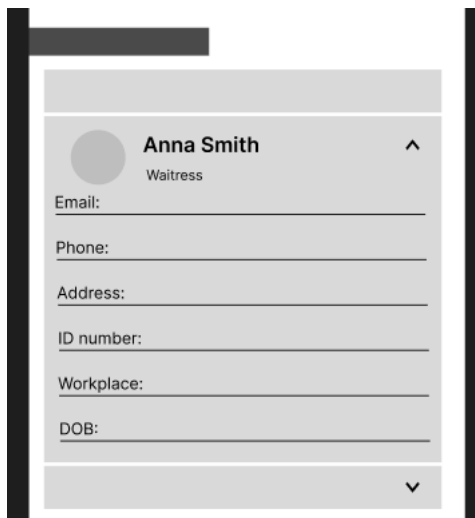 Anna Smith
Waitress
Email:
Phone:
Address:
ID number:
Workplace:
DOB: